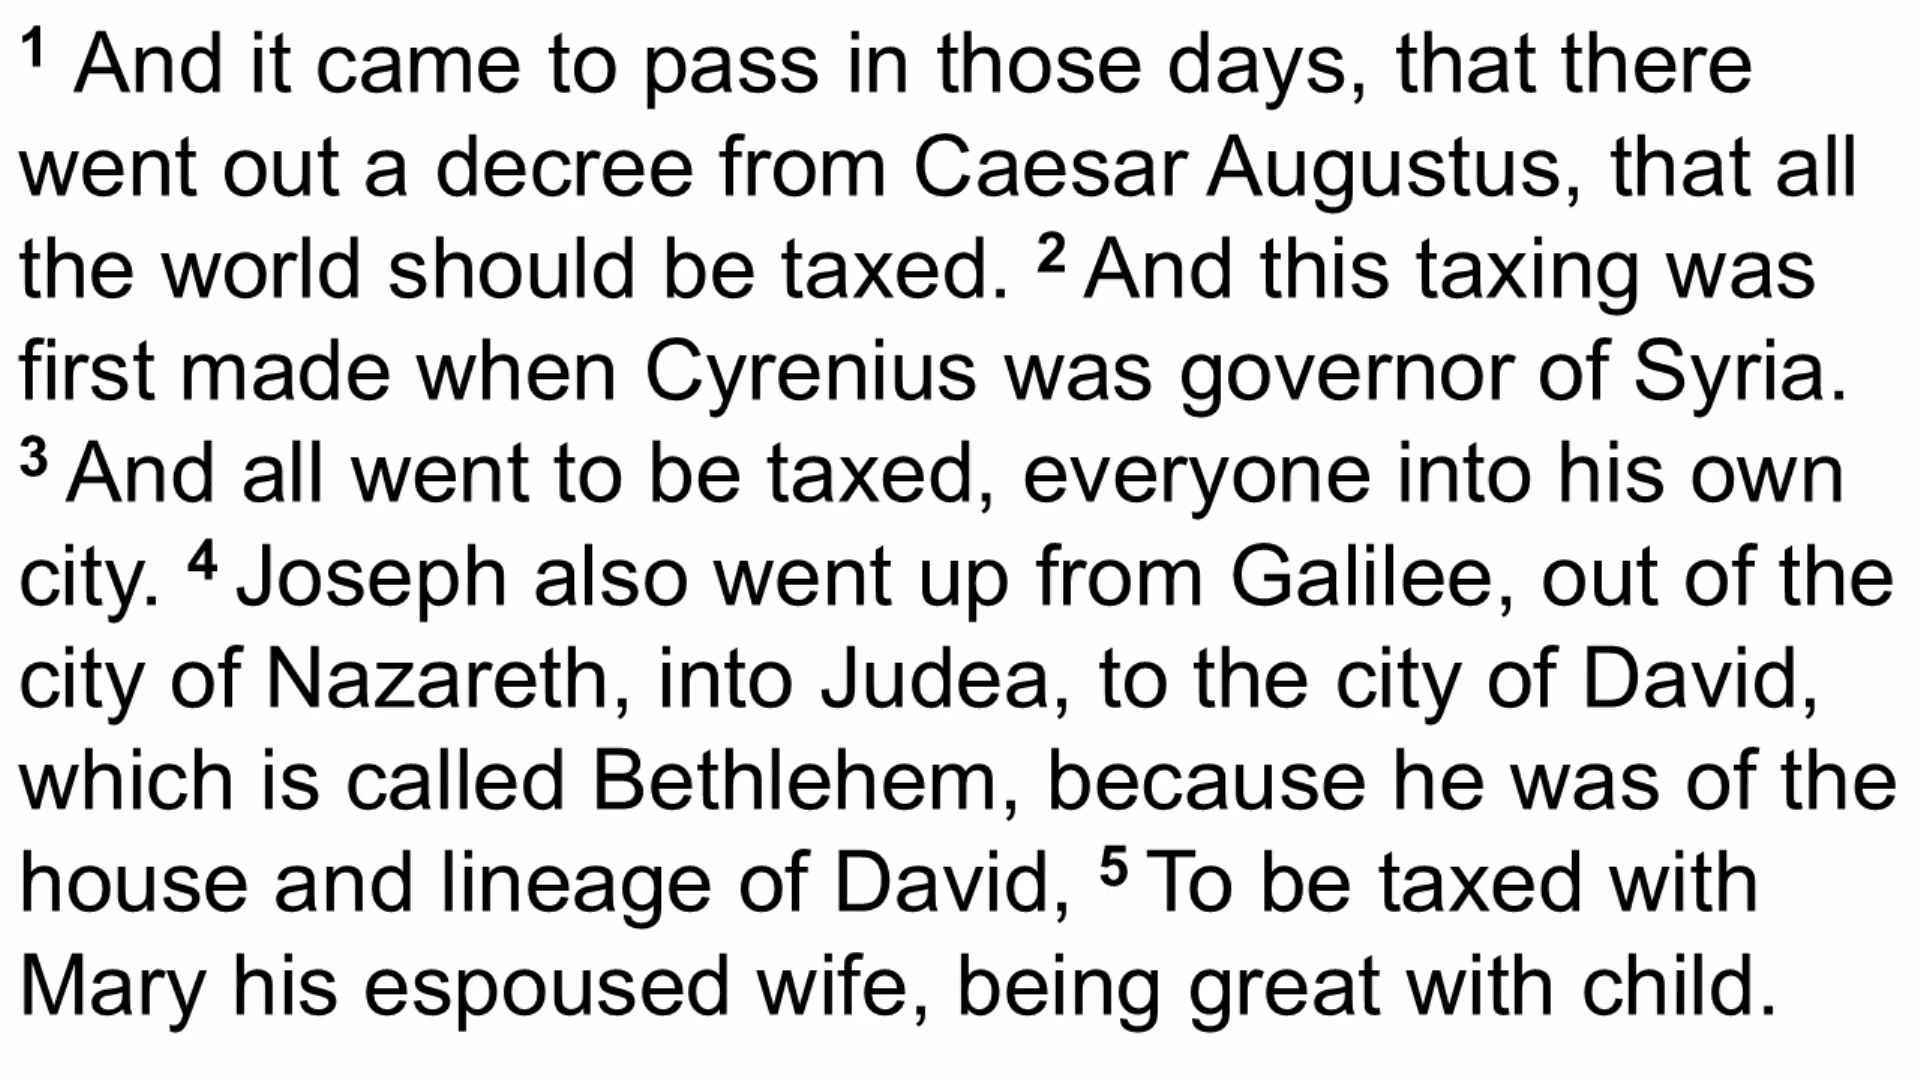 1 And it came to pass in those days, that there
went out a decree from Caesar Augustus, that all
the world should be taxed. 2 And this taxing was
first made when Cyrenius was governor of Syria.
3 And all went to be taxed, everyone into his own
city. 4 Joseph also went up from Galilee, out of the
city of Nazareth, into Judea, to the city of David,
which is called Bethlehem, because he was of the
house and lineage of David, 5 To be taxed with
Mary his espoused wife, being great with child.